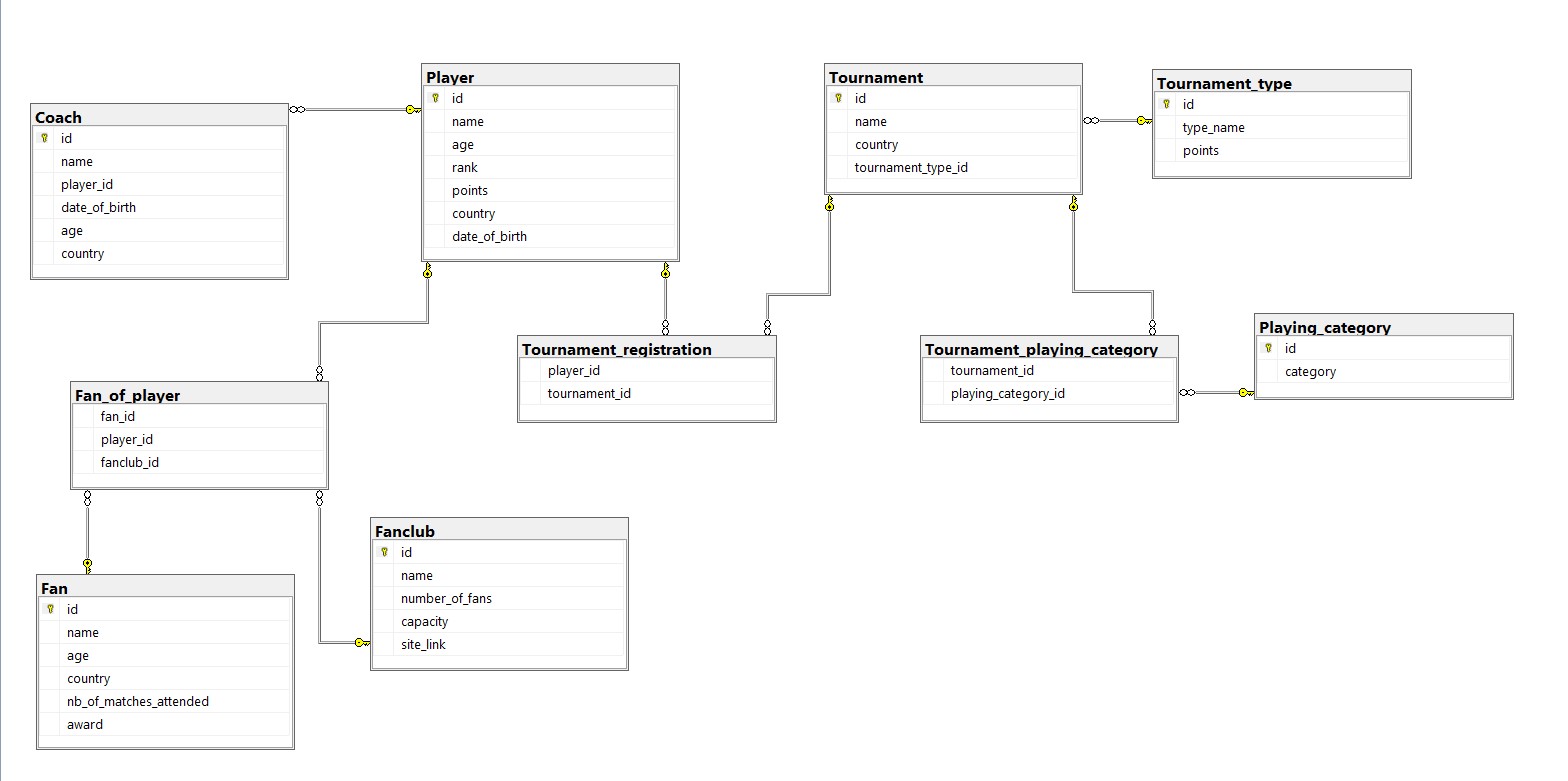 Coach
id
name
player_id
date_of_birth
age
country
Player
id
name
age
rank
points
country
date_of_birth
Tournament
id
name
country
tournament_type_id
Tournament_type
id
type_name
points
Tournament_registration
player_id
tournament_id
Tournament_playing_category
tournament_id
playing_category_id
Playing_category
id
category
Fan_of_player
fan_id
player_id
fanclub_id
Fanclub
id
name
number_of_fans
capacity
site_link
Fan
id
name
age
country
nb_of_matches_attended
award